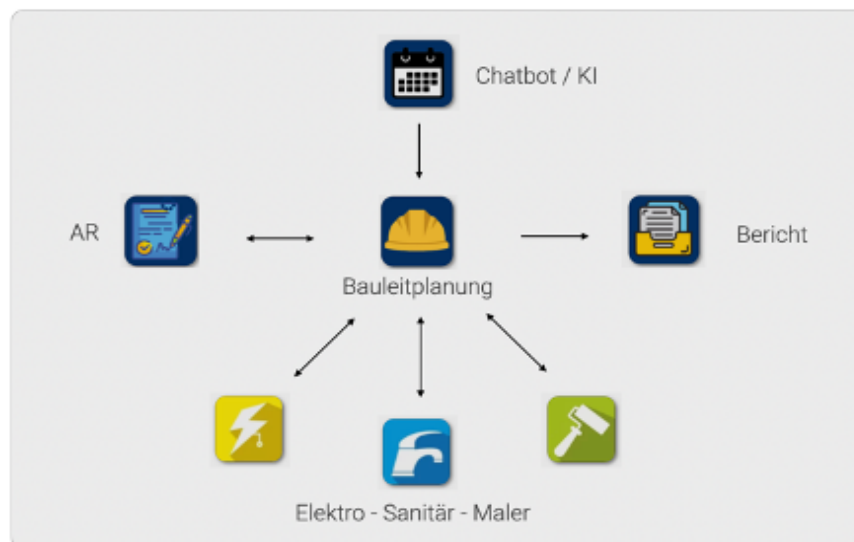 Chatbot / KI
AR
Bericht
Bauleitplanung
Elektro - Sanitär - Maler